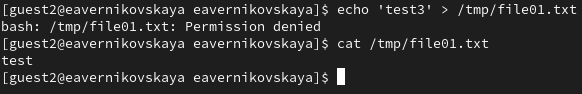 [guest2@eavernikovskaya eavernikovskaya]$ echo 'test3' > /tmp/file01.txt
bash: /tmp/file01.txt: Permission denied
[guest2@eavernikovskaya eavernikovskaya]$ cat /tmp/file01.txt
test
[guest2@eavernikovskaya eavernikovskaya]$